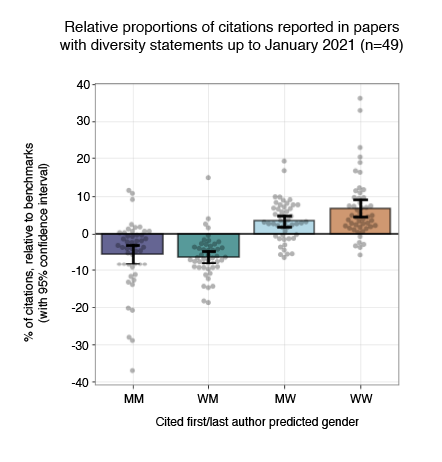 Relative proportions of citations reported in papers
with diversity statements up to January 2021 (n=49)
% of citations, relative to benchmarks
(with 95% confidence interval)
40
30
20
10
0
-10
-20
-30
-40
MM WM MW WW
Cited first/last author predicted gender